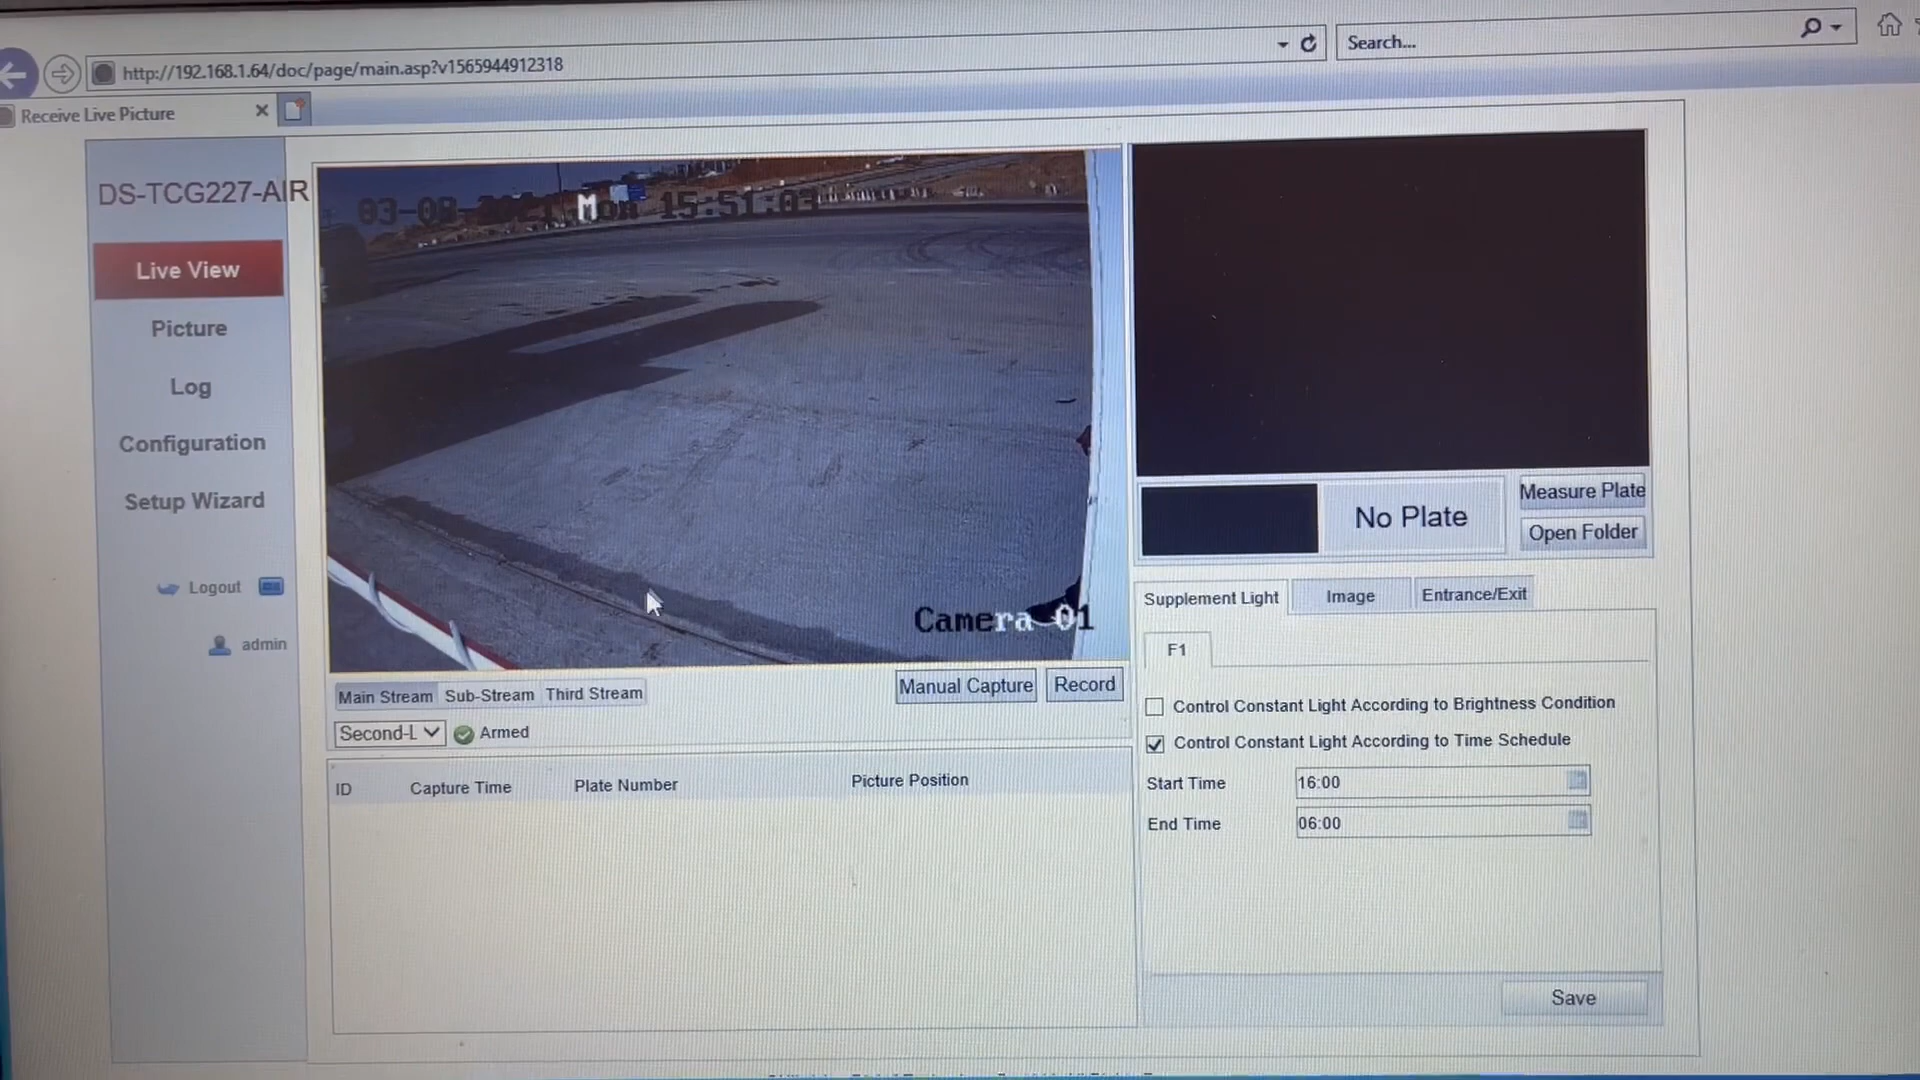 http://192.168.1.64/doc/page/main.asp?v1565944912318
Search...
Receive Live Picture
DS-TCG227-AIR
Live View
Picture
Log
Configuration
Setup Wizard
Logout
admin
Mon 15:51:03
Camera 01
Main Stream Sub-Stream Third Stream
Manual Capture Record
Second-L Armed
ID Capture Time Plate Number Picture Position
No Plate
Measure Plate
Open Folder
Supplement Light Image Entrance/Exit
F1
Control Constant Light According to Brightness Condition
Control Constant Light According to Time Schedule
Start Time 16:00
End Time 06:00
Save